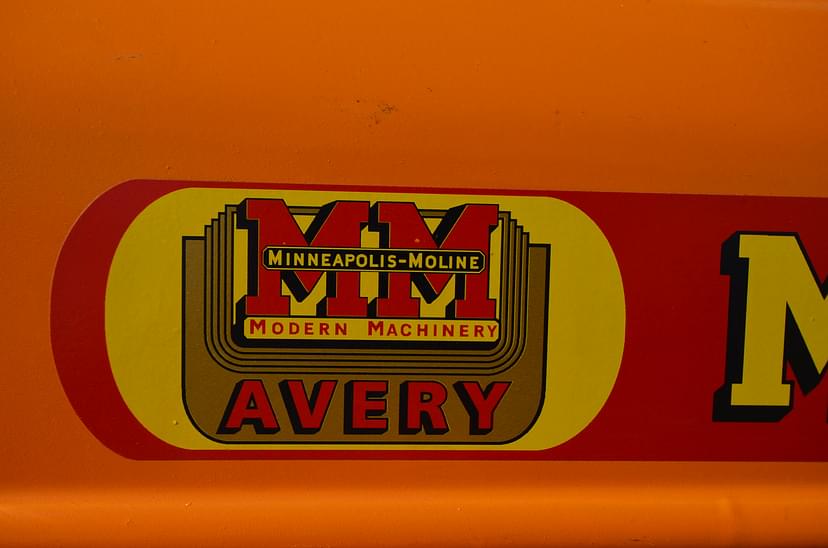 MM
MINNEAPOLIS-MOLINE
MODERN MACHINERY
AVERY
M